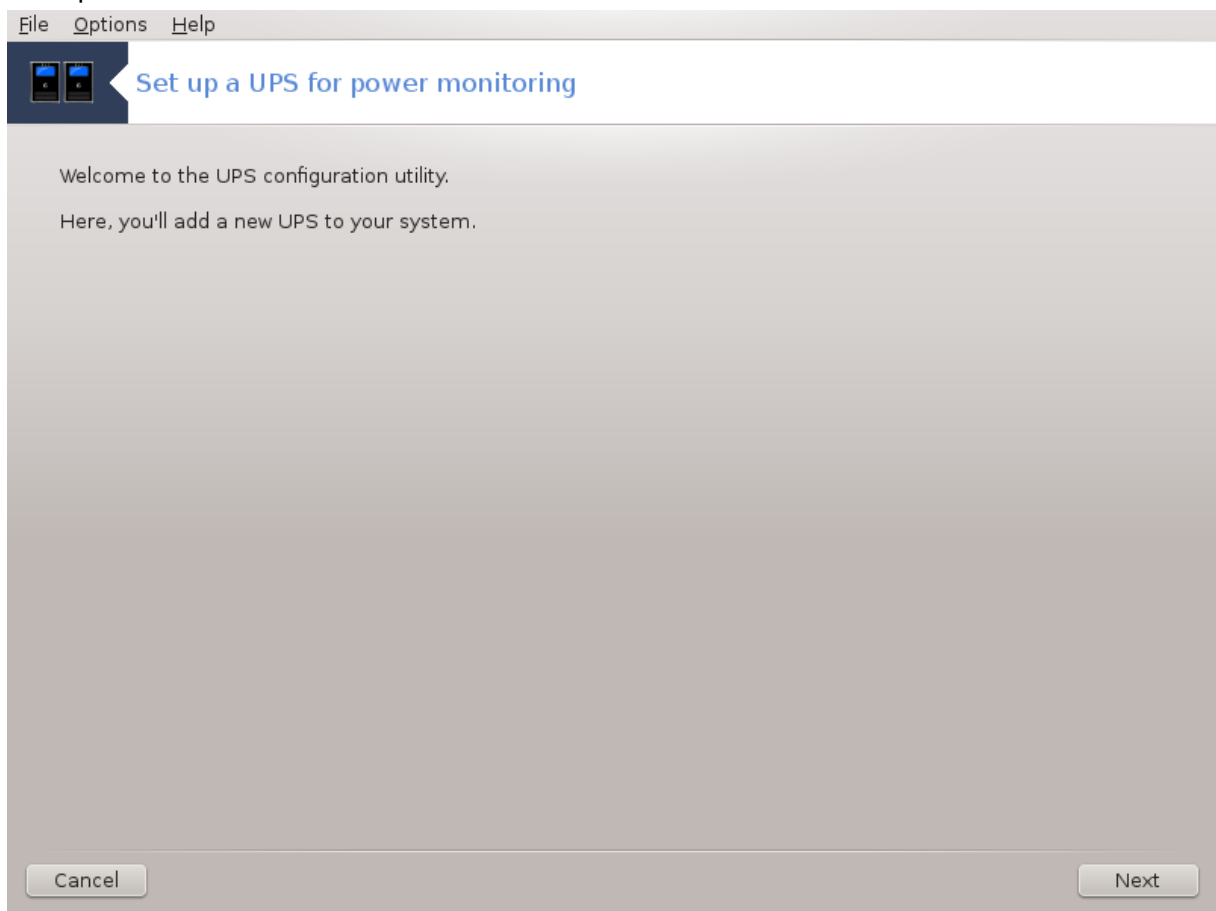 File Options Help
Set up a UPS for power monitoring
Welcome to the UPS configuration utility.
Here, you'll add a new UPS to your system.
Cancel Next